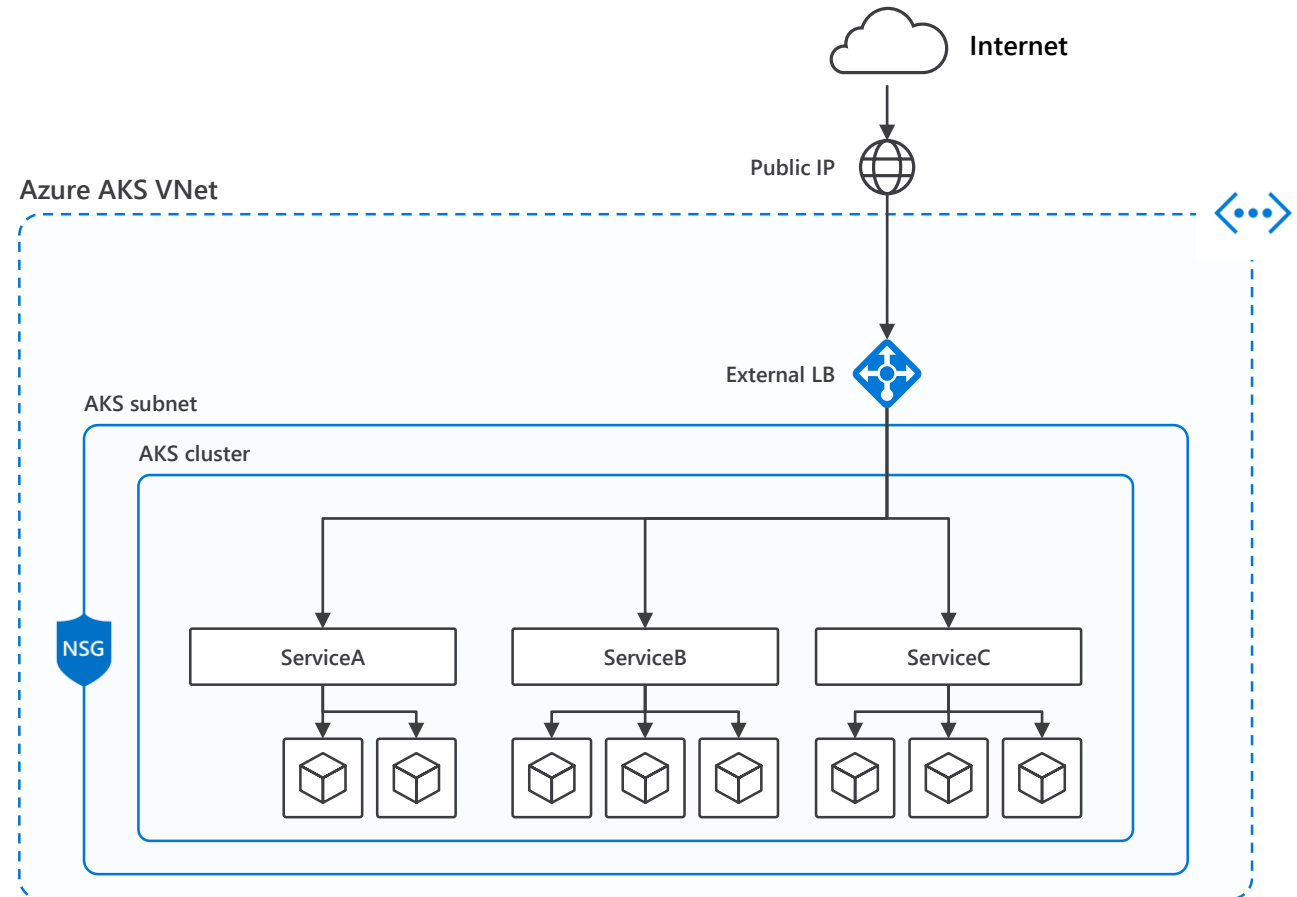 Internet
Public IP
Azure AKS VNet
External LB
AKS subnet
AKS cluster
NSG
ServiceA
ServiceB
ServiceC